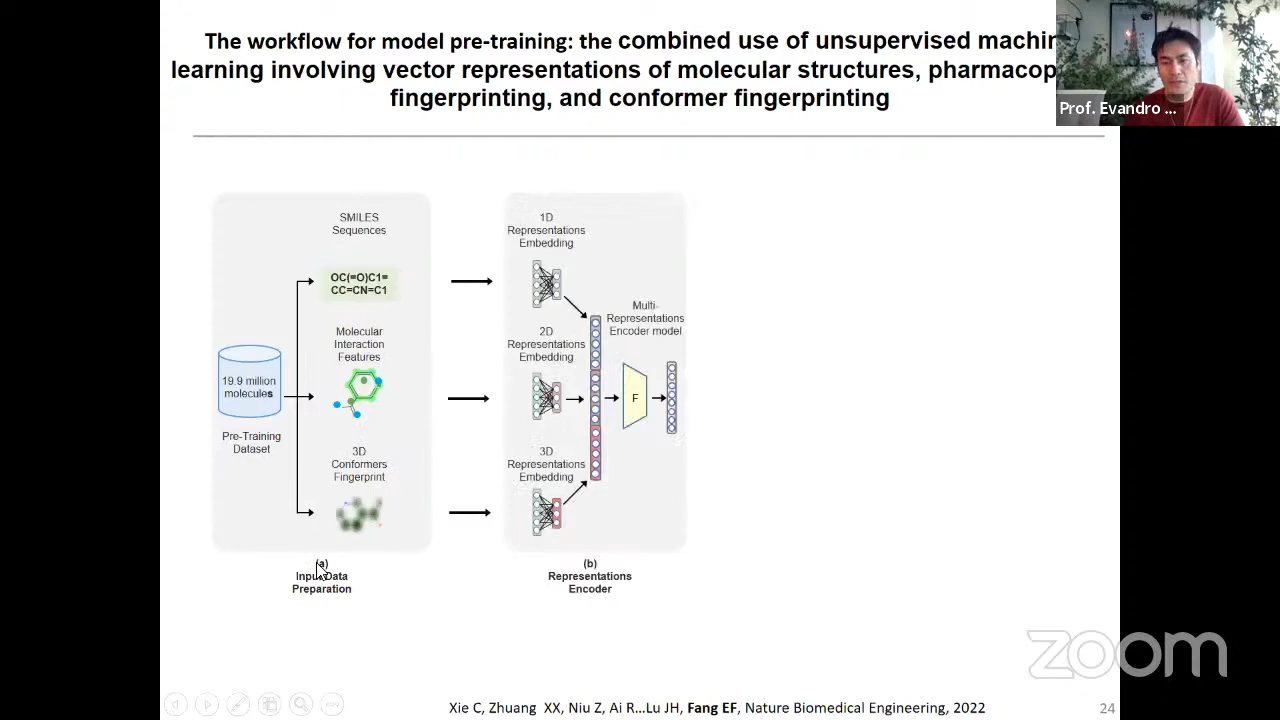 The workflow for model pre-training: the combined use of unsupervised
learning involving vector representations of molecular structures,
fingerprinting, and conformer fingerprinting
Prof. Evandro ...
SMILES
Sequences
OC(=O)C1=
CC=CN=C1
Molecular
Interaction
Features
19.9 million
molecules
Pre-Training
Dataset
3D
Conformers
Fingerprint
(a)
Input Data
Preparation
1D
Representations
Embedding
Multi-
Representations
Encoder model
2D
Representations
Embedding
F
3D
Representations
Embedding
(b)
Representations
Encoder
zoom
Xie C, Zhuang XX, Niu Z, Ai R...Lu JH, Fang EF, Nature Biomedical Engineering, 2022
24